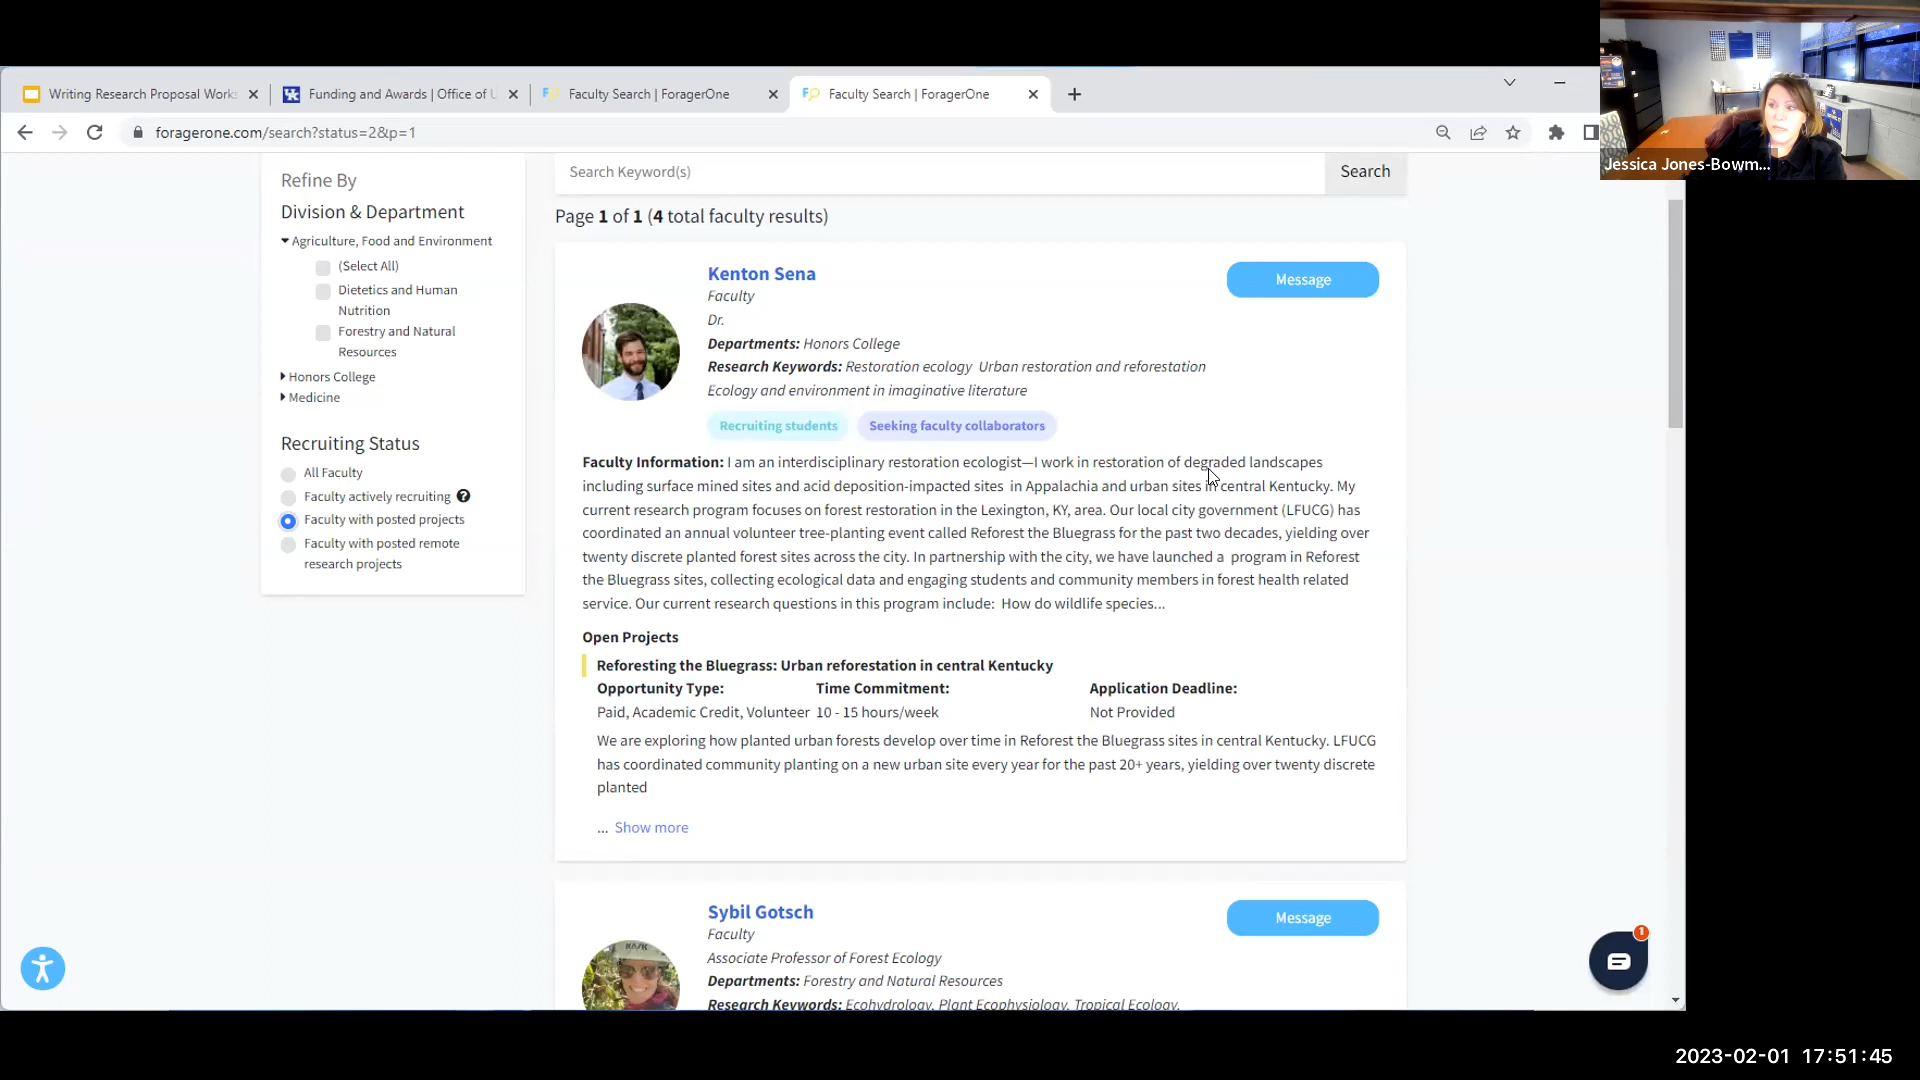 Writing Research Proposal Works
Funding and Awards | Office of U
Faculty Search | ForagerOne
Faculty Search | ForagerOne
foragerone.com/search?status=2&p=1
Jessica Jones-Bowm...
Refine By
Division & Department
Agriculture, Food and Environment
(Select All)
Dietetics and Human
Nutrition
Forestry and Natural
Resources
Honors College
Medicine
Recruiting Status
All Faculty
Faculty actively recruiting ?
Faculty with posted projects
Faculty with posted remote
research projects
Search Keyword(s)
Search
Page 1 of 1 (4 total faculty results)
Kenton Sena
Message
Faculty
Dr.
Departments: Honors College
Research Keywords: Restoration ecology Urban restoration and reforestation
Ecology and environment in imaginative literature
Recruiting students
Seeking faculty collaborators
Faculty Information: I am an interdisciplinary restoration ecologist—I work in restoration of degraded landscapes
including surface mined sites and acid deposition-impacted sites in Appalachia and urban sites in central Kentucky. My
current research program focuses on forest restoration in the Lexington, KY, area. Our local city government (LFUCG) has
coordinated an annual volunteer tree-planting event called Reforest the Bluegrass for the past two decades, yielding over
twenty discrete planted forest sites across the city. In partnership with the city, we have launched a program in Reforest
the Bluegrass sites, collecting ecological data and engaging students and community members in forest health related
service. Our current research questions in this program include: How do wildlife species...
Open Projects
Reforesting the Bluegrass: Urban reforestation in central Kentucky
Opportunity Type: Time Commitment: Application Deadline:
Paid, Academic Credit, Volunteer 10 - 15 hours/week Not Provided
We are exploring how planted urban forests develop over time in Reforest the Bluegrass sites in central Kentucky. LFUCG
has coordinated community planting on a new urban site every year for the past 20+ years, yielding over twenty discrete
planted
... Show more
Sybil Gotsch
Message
Faculty
Associate Professor of Forest Ecology
Departments: Forestry and Natural Resources
Research Keywords: Ecohydrology, Plant Ecophysiology, Tropical Ecology,
1
2023-02-01 17:51:45